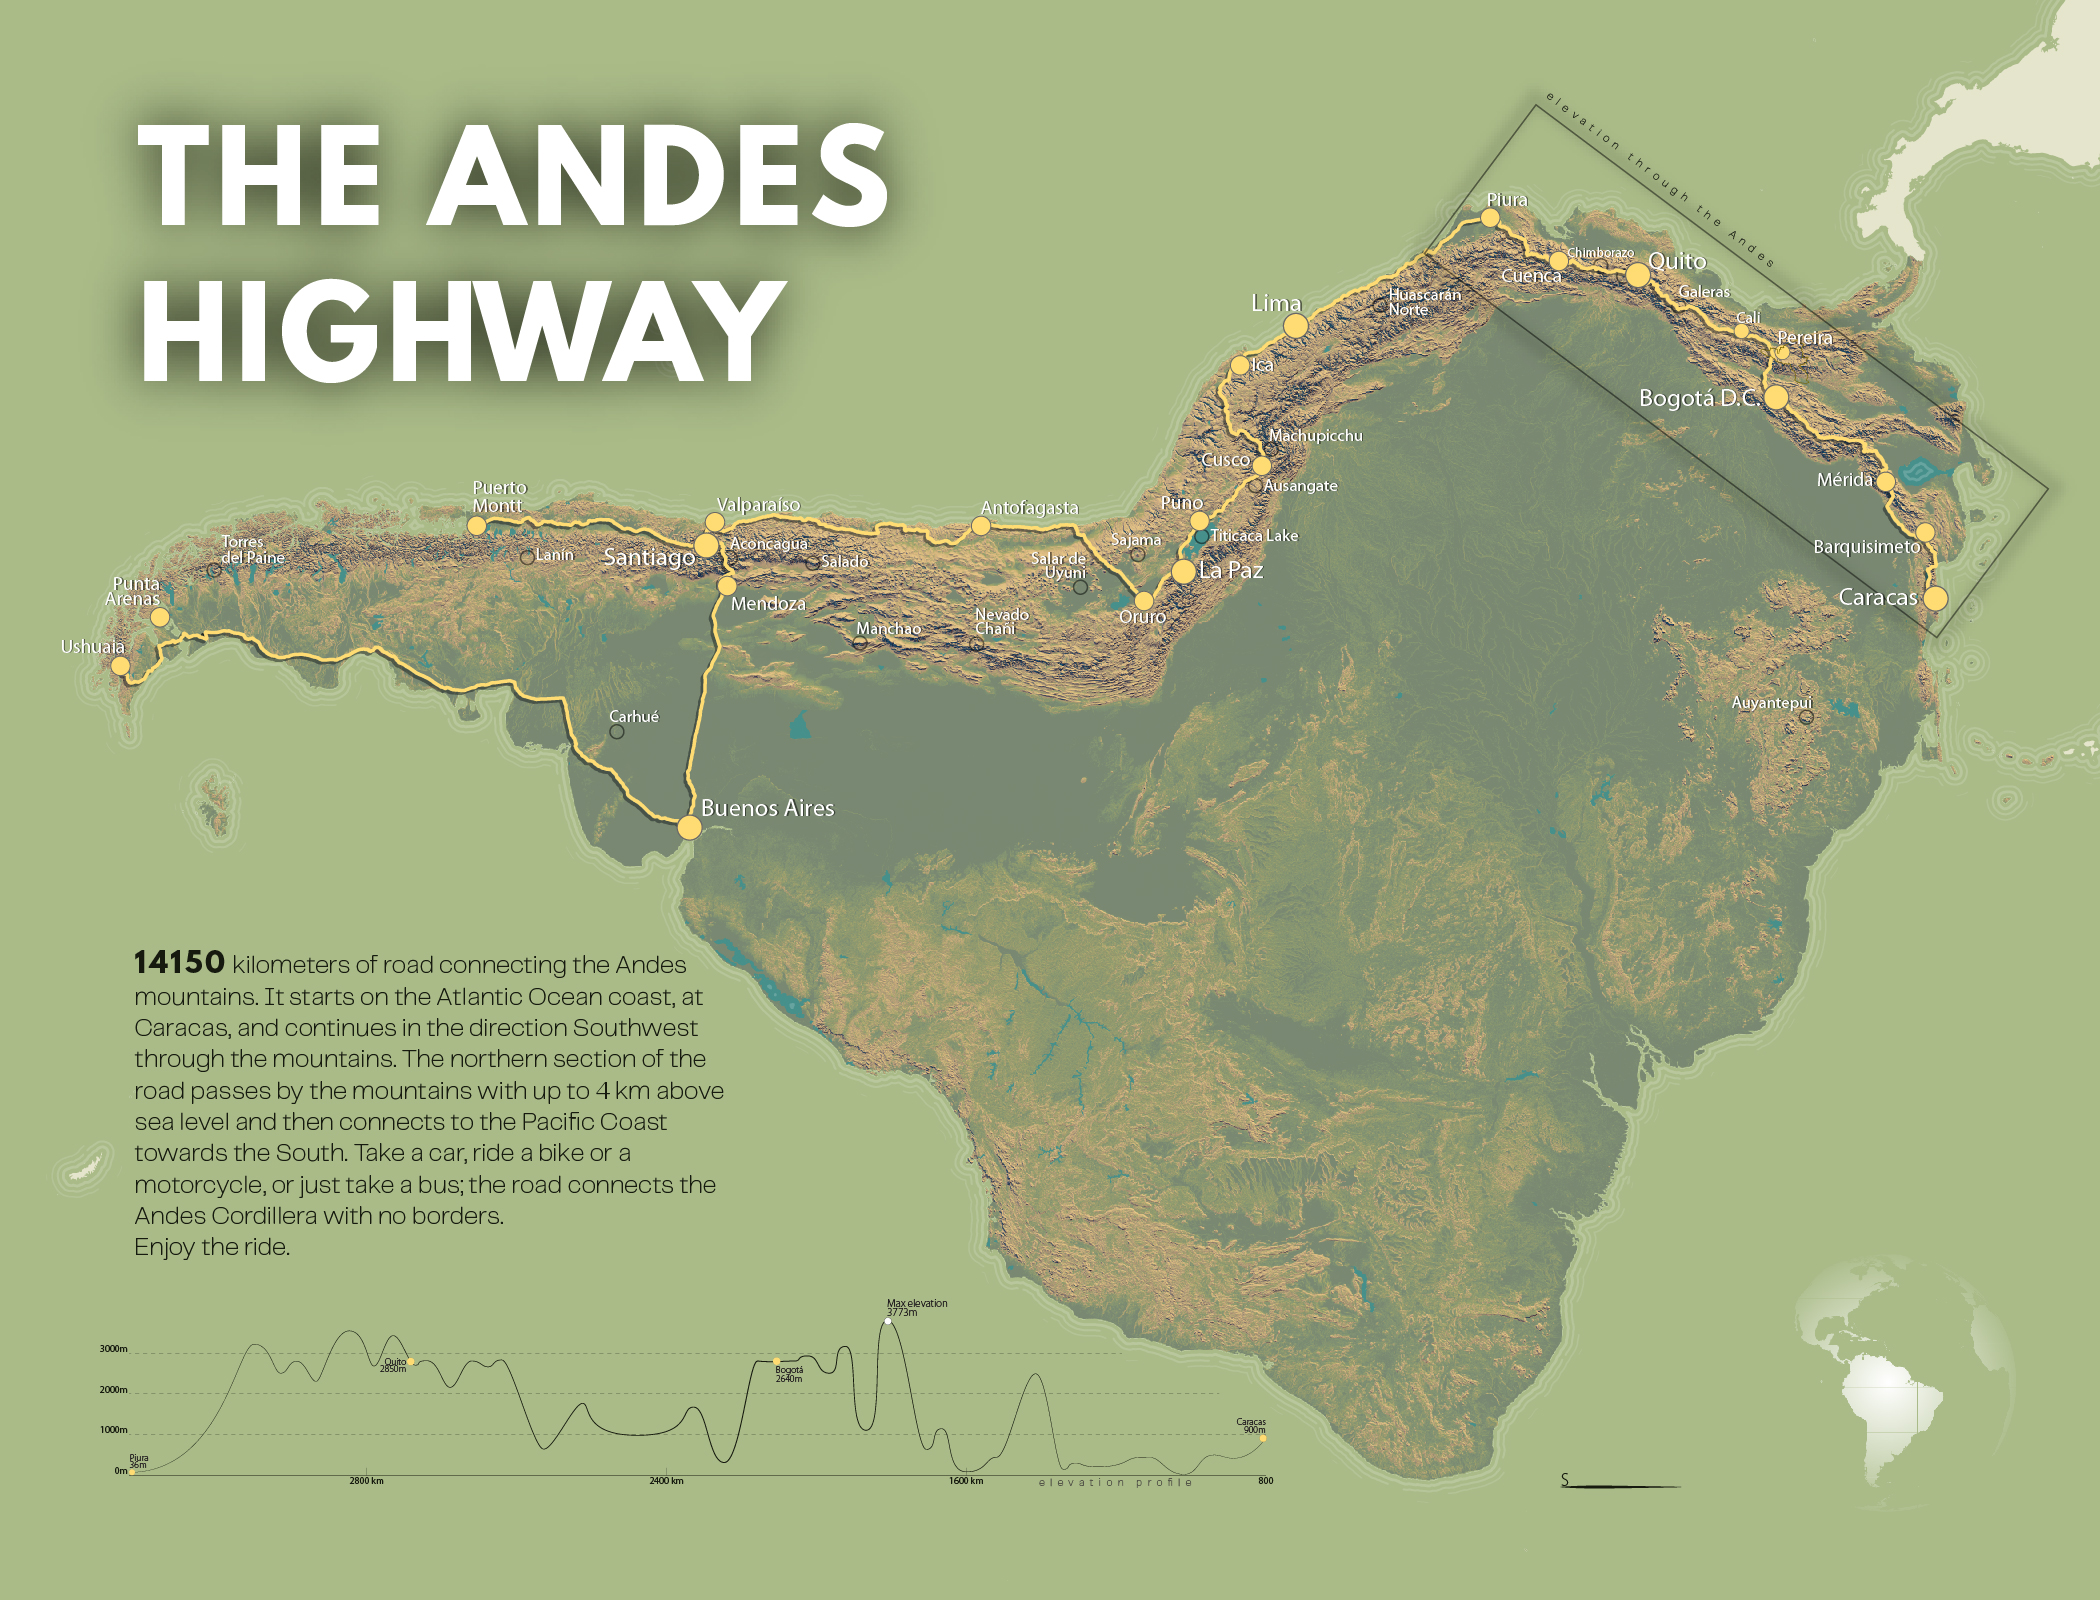 THE ANDES
HIGHWAY
elevation through the Andes
Piura
Chimborazo
Quito
Cuenca
Galeras
Lima
Huascarán
Norte
Cali
Pereira
Ica
Bogotá D.C.
Machupicchu
Cusco
Ausangate
Mérida
Puerto
Montt
Valparaíso
Antofagasta
Puno
Titicaca Lake
Sajama
Barquisimeto
Torres
del Paine
Lanín
Santiago
Aconcagua
Salado
Salar de
Uyuni
La Paz
Punta
Arenas
Mendoza
Oruro
Caracas
Nevado
Chañi
Manchao
Ushuaia
Carhué
Auyantepui
Buenos Aires
14150 kilometers of road connecting the Andes
mountains. It starts on the Atlantic Ocean coast, at
Caracas, and continues in the direction Southwest
through the mountains. The northern section of the
road passes by the mountains with up to 4 km above
sea level and then connects to the Pacific Coast
towards the South. Take a car, ride a bike or a
motorcycle, or just take a bus; the road connects the
Andes Cordillera with no borders.
Enjoy the ride.
Max elevation
3773m
3000m
Quito
2850m
Bogotá
2640m
2000m
Caracas
900m
1000m
Piura
36m
0m
2800 km
2400 km
1600 km
800
elevation profile
S